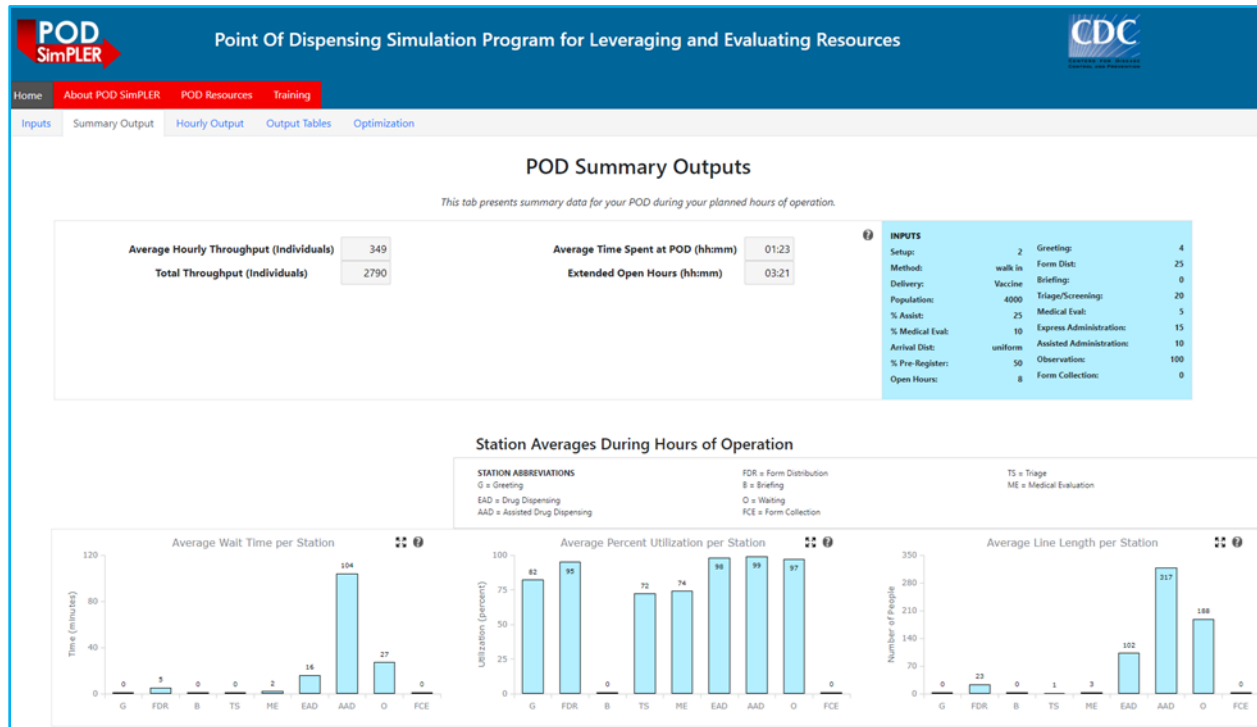 POD
SimPLER
Point Of Dispensing Simulation Program for Leveraging and Evaluating Resources
CDC
CENTERS FOR DISEASE
CONTROL AND PREVENTION
Home About POD SimPLER POD Resources Training
Inputs Summary Output Hourly Output Output Tables Optimization
POD Summary Outputs
This tab presents summary data for your POD during your planned hours of operation.
Average Hourly Throughput (Individuals) 349
Total Throughput (Individuals) 2790
Average Time Spent at POD (hh:mm) 01:23
Extended Open Hours (hh:mm) 03:21
INPUTS
Setup: 2
Method: walk in
Delivery: Vaccine
Population: 4000
% Assist: 25
% Medical Eval: 10
Arrival Dist: uniform
% Pre-Register: 50
Open Hours: 8
Greeting: 4
Form Dist: 25
Briefing: 0
Triage/Screening: 20
Medical Eval: 5
Express Administration: 15
Assisted Administration: 10
Observation: 100
Form Collection: 0
Station Averages During Hours of Operation
STATION ABBREVIATIONS
G = Greeting
EAD = Drug Dispensing
AAD = Assisted Drug Dispensing
FDR = Form Distribution
B = Briefing
O = Waiting
FCE = Form Collection
TS = Triage
ME = Medical Evaluation
Average Wait Time per Station
Time (minutes)
120
80
40
0
0 5 0 0 2 16 104 27 0
G FDR B TS ME EAD AAD O FCE
Average Percent Utilization per Station
Utilization (percent)
100
75
50
25
0
82 95 0 72 74 98 99 97 0
G FDR B TS ME EAD AAD O FCE
Average Line Length per Station
Number of People
350
280
210
140
70
0
0 23 0 1 3 102 317 188 0
G FDR B TS ME EAD AAD O FCE